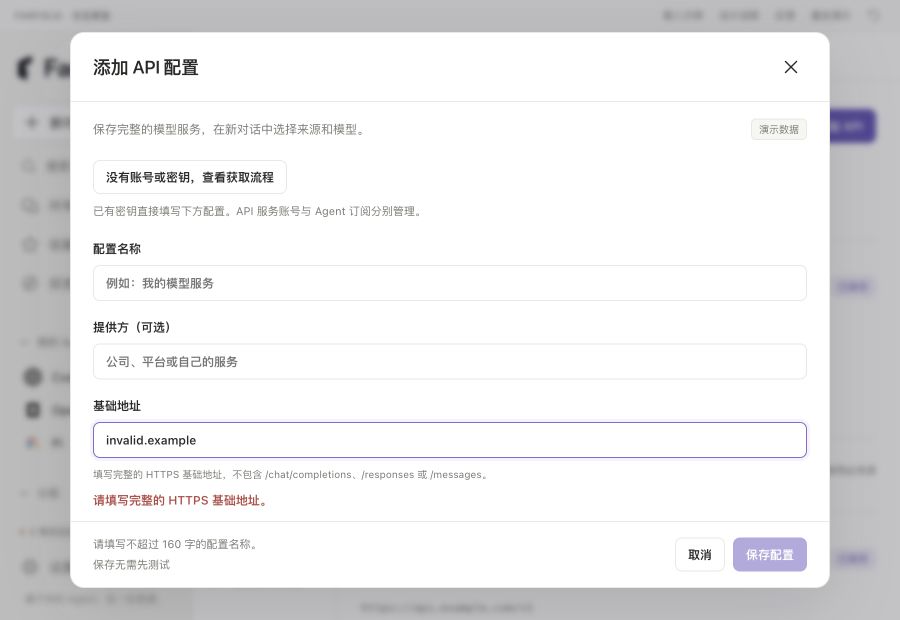 添加 API 配置
保存完整的模型服务，在新对话中选择来源和模型。
演示数据
没有账号或密钥，查看获取流程
已有密钥直接填写下方配置。API 服务账号与 Agent 订阅分别管理。
配置名称
例如：我的模型服务
提供方（可选）
公司、平台或自己的服务
基础地址
invalid.example
填写完整的 HTTPS 基础地址，不包含 /chat/completions、/responses 或 /messages。
请填写完整的 HTTPS 基础地址。
请填写不超过 160 字的配置名称。
保存无需先测试
取消
保存配置